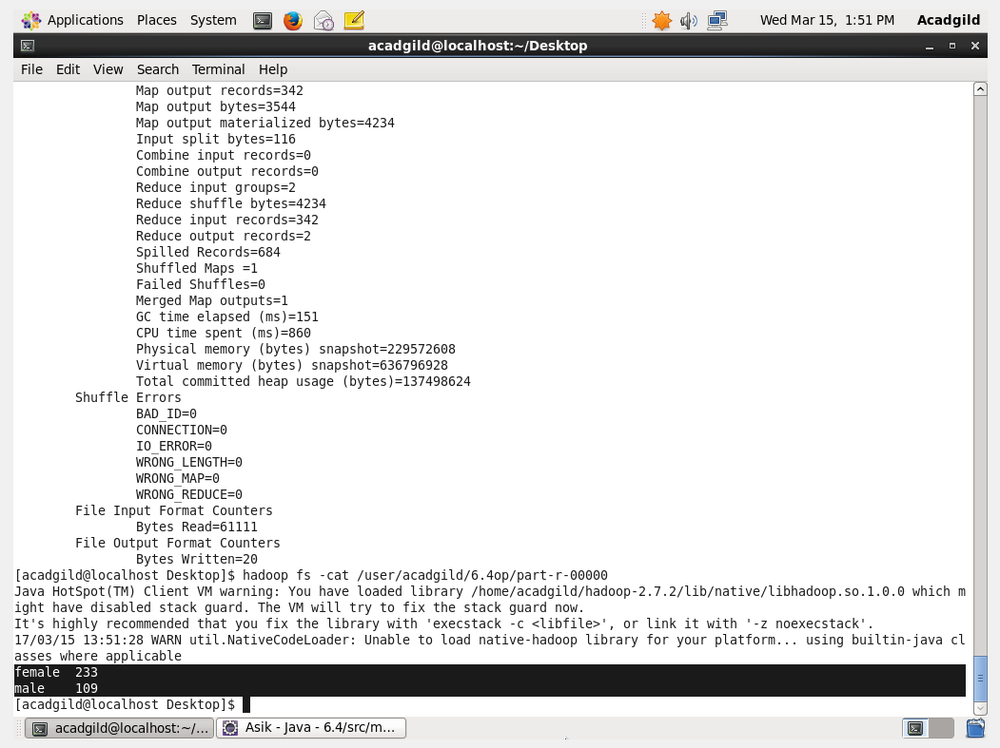 Applications Places System Wed Mar 15, 1:51 PM Acadgild
acadgild@localhost:~/Desktop
File Edit View Search Terminal Help
Map output records=342
Map output bytes=3544
Map output materialized bytes=4234
Input split bytes=116
Combine input records=0
Combine output records=0
Reduce input groups=2
Reduce shuffle bytes=4234
Reduce input records=342
Reduce output records=2
Spilled Records=684
Shuffled Maps =1
Failed Shuffles=0
Merged Map outputs=1
GC time elapsed (ms)=151
CPU time spent (ms)=860
Physical memory (bytes) snapshot=229572608
Virtual memory (bytes) snapshot=636796928
Total committed heap usage (bytes)=137498624
Shuffle Errors
BAD_ID=0
CONNECTION=0
IO_ERROR=0
WRONG_LENGTH=0
WRONG_MAP=0
WRONG_REDUCE=0
File Input Format Counters
Bytes Read=61111
File Output Format Counters
Bytes Written=20
[acadgild@localhost Desktop]$ hadoop fs -cat /user/acadgild/6.4op/part-r-00000
Java HotSpot(TM) Client VM warning: You have loaded library /home/acadgild/hadoop-2.7.2/lib/native/libhadoop.so.1.0.0 which m
ight have disabled stack guard. The VM will try to fix the stack guard now.
It's highly recommended that you fix the library with 'execstack -c <libfile>', or link it with '-z noexecstack'.
17/03/15 13:51:28 WARN util.NativeCodeLoader: Unable to load native-hadoop library for your platform... using builtin-java cl
asses where applicable
female 233
male 109
[acadgild@localhost Desktop]$
acadgild@localhost:~/... Asik - Java - 6.4/src/m...